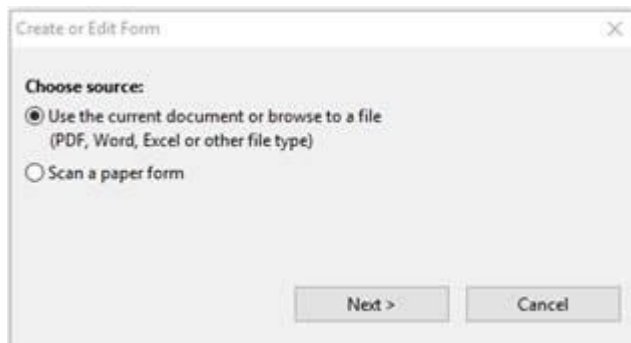 Create or Edit Form
Choose source:
Use the current document or browse to a file
(PDF, Word, Excel or other file type)
Scan a paper form
Next >
Cancel